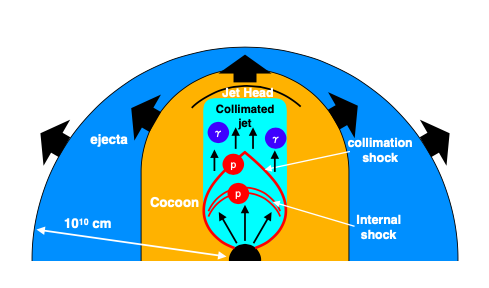 Jet Head
Collimated
jet
γ
γ
ejecta
p
collimation
shock
p
Cocoon
10¹⁰ cm
Internal
shock